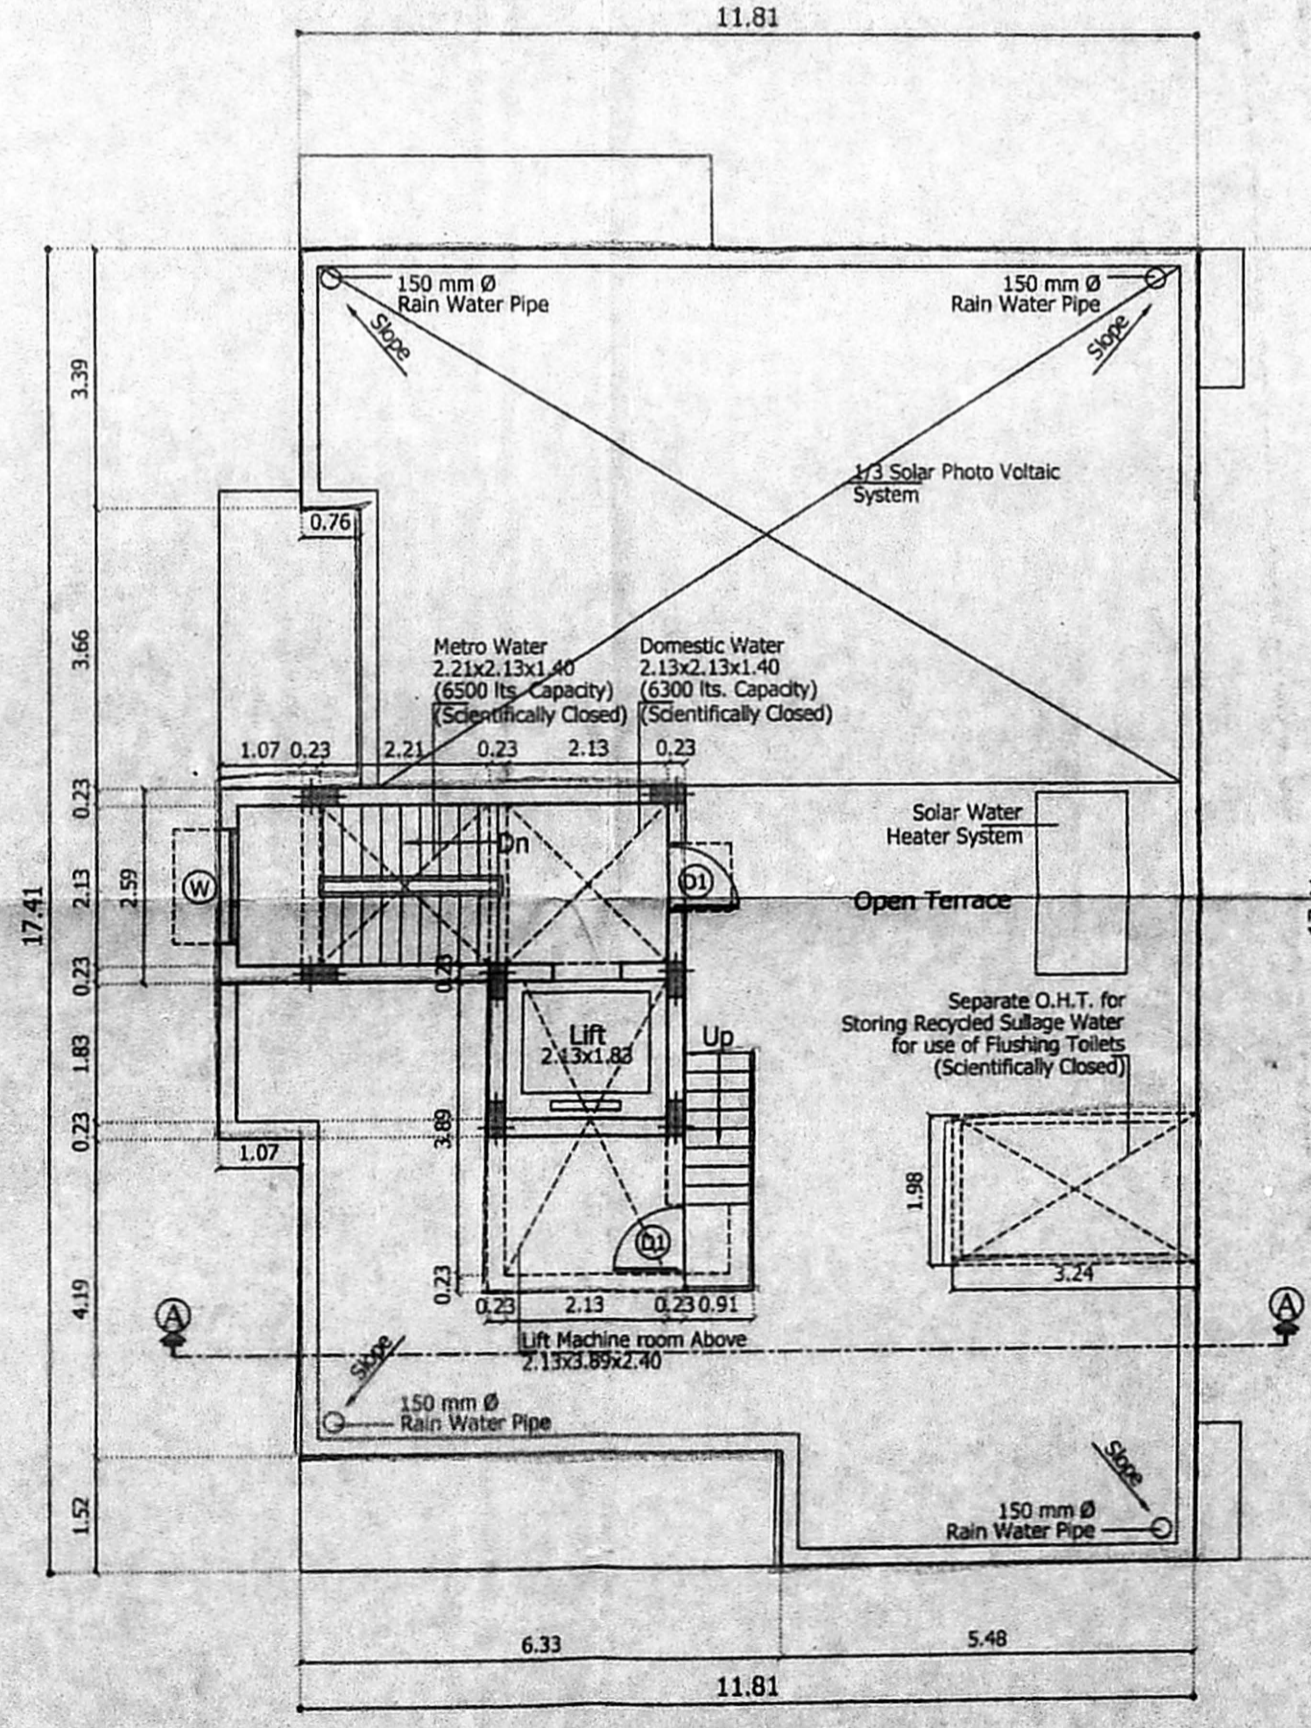 11.81
150 mm Ø
Rain Water Pipe
150 mm Ø
Rain Water Pipe
Slope
Slope
3.39
1/3 Solar Photo Voltaic
System
0.76
3.66
Metro Water
2.21x2.13x1.40
(6500 lts. Capacity)
(Scientifically Closed)
Domestic Water
2.13x2.13x1.40
(6300 lts. Capacity)
(Scientifically Closed)
1.07
0.23
2.21
0.23
2.13
0.23
0.23
Solar Water
Heater System
Dn
2.59
2.13
W
D1
17.41
Open Terrace
0.23
0.23
Separate O.H.T. for
Storing Recycled Sullage Water
for use of Flushing Toilets
(Scientifically Closed)
Lift
2.13x1.83
Up
1.83
0.23
3.89
1.07
1.98
D1
3.24
0.23
4.19
0.23
2.13
0.23
0.91
A
A
Lift Machine room Above
2.13x3.89x2.40
Slope
150 mm Ø
Rain Water Pipe
Slope
1.52
150 mm Ø
Rain Water Pipe
6.33
5.48
11.81